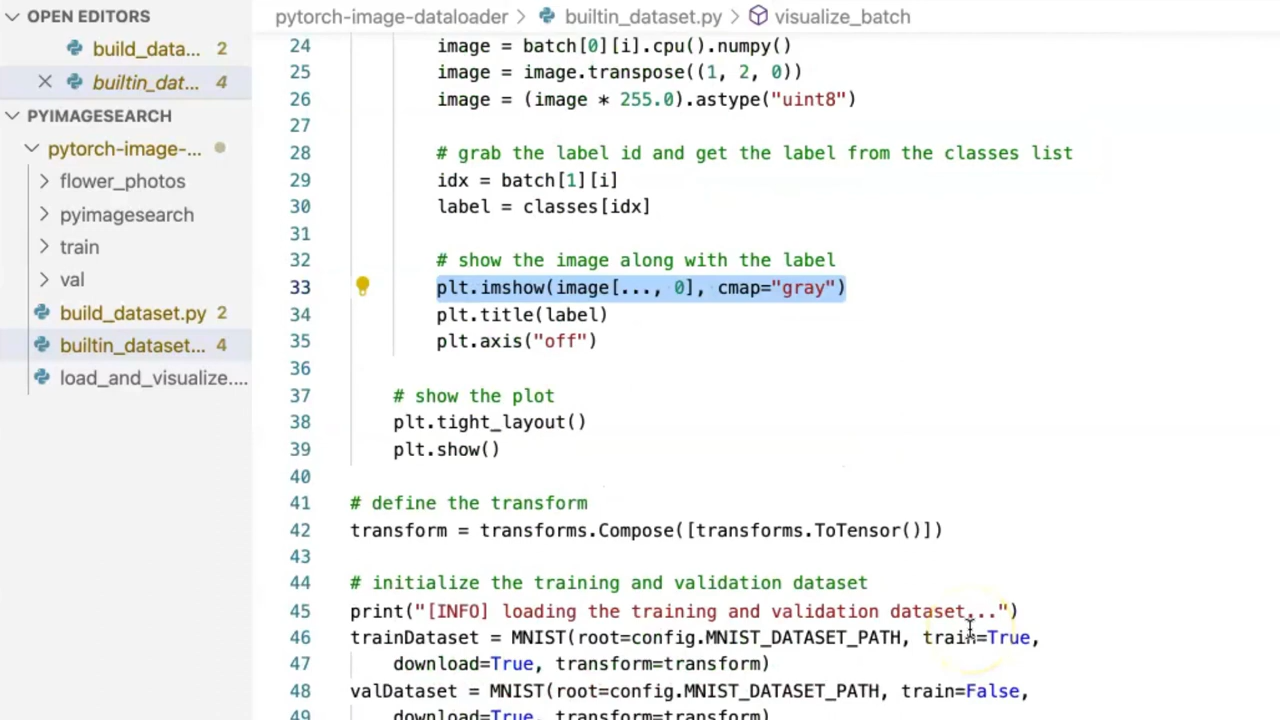 OPEN EDITORS
build_data... 2
builtin_dat... 4
PYIMAGESEARCH
pytorch-image-...
flower_photos
pyimagesearch
train
val
build_dataset.py 2
builtin_dataset... 4
load_and_visualize....
pytorch-image-dataloader > builtin_dataset.py > visualize_batch
24 image = batch[0][i].cpu().numpy()
25 image = image.transpose((1, 2, 0))
26 image = (image * 255.0).astype("uint8")
27
28 # grab the label id and get the label from the classes list
29 idx = batch[1][i]
30 label = classes[idx]
31
32 # show the image along with the label
33 plt.imshow(image[..., 0], cmap="gray")
34 plt.title(label)
35 plt.axis("off")
36
37 # show the plot
38 plt.tight_layout()
39 plt.show()
40
41 # define the transform
42 transform = transforms.Compose([transforms.ToTensor()])
43
44 # initialize the training and validation dataset
45 print("[INFO] loading the training and validation dataset...")
46 trainDataset = MNIST(root=config.MNIST_DATASET_PATH, train=True,
47 download=True, transform=transform)
48 valDataset = MNIST(root=config.MNIST_DATASET_PATH, train=False,
49 download=True, transform=transform)